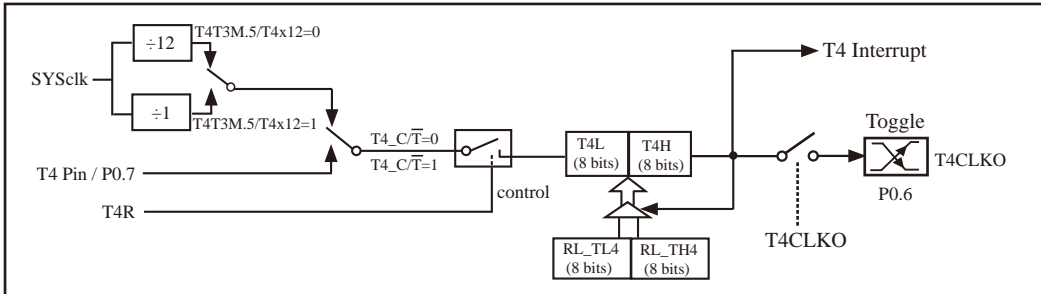 T4T3M.5/T4x12=0
÷12
SYSclk
÷1
T4T3M.5/T4x12=1
T4 Pin / P0.7
T4R
T4_C/T̅=0
T4_C/T̅=1
control
T4L
(8 bits)
T4H
(8 bits)
RL_TL4
(8 bits)
RL_TH4
(8 bits)
T4 Interrupt
Toggle
T4CLKO
P0.6
T4CLKO